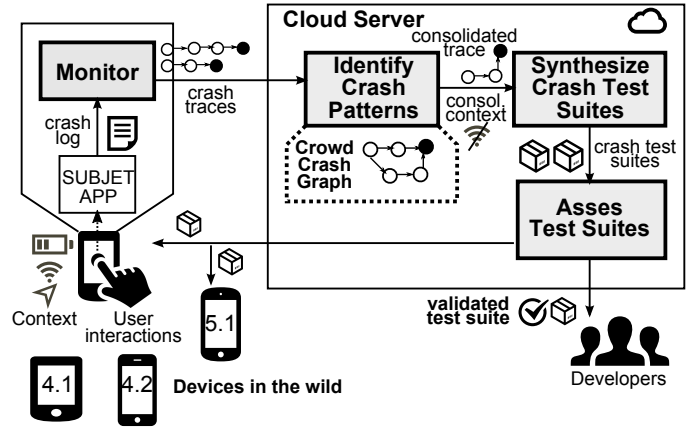 Cloud Server
Monitor
crash
traces
Identify
Crash
Patterns
consolidated
trace
consol.
context
Synthesize
Crash Test
Suites
crash
log
SUBJET
APP
Crowd
Crash
Graph
crash test
suites
Asses
Test Suites
Context
User
interactions
5.1
validated
test suite
Developers
4.1
4.2
Devices in the wild